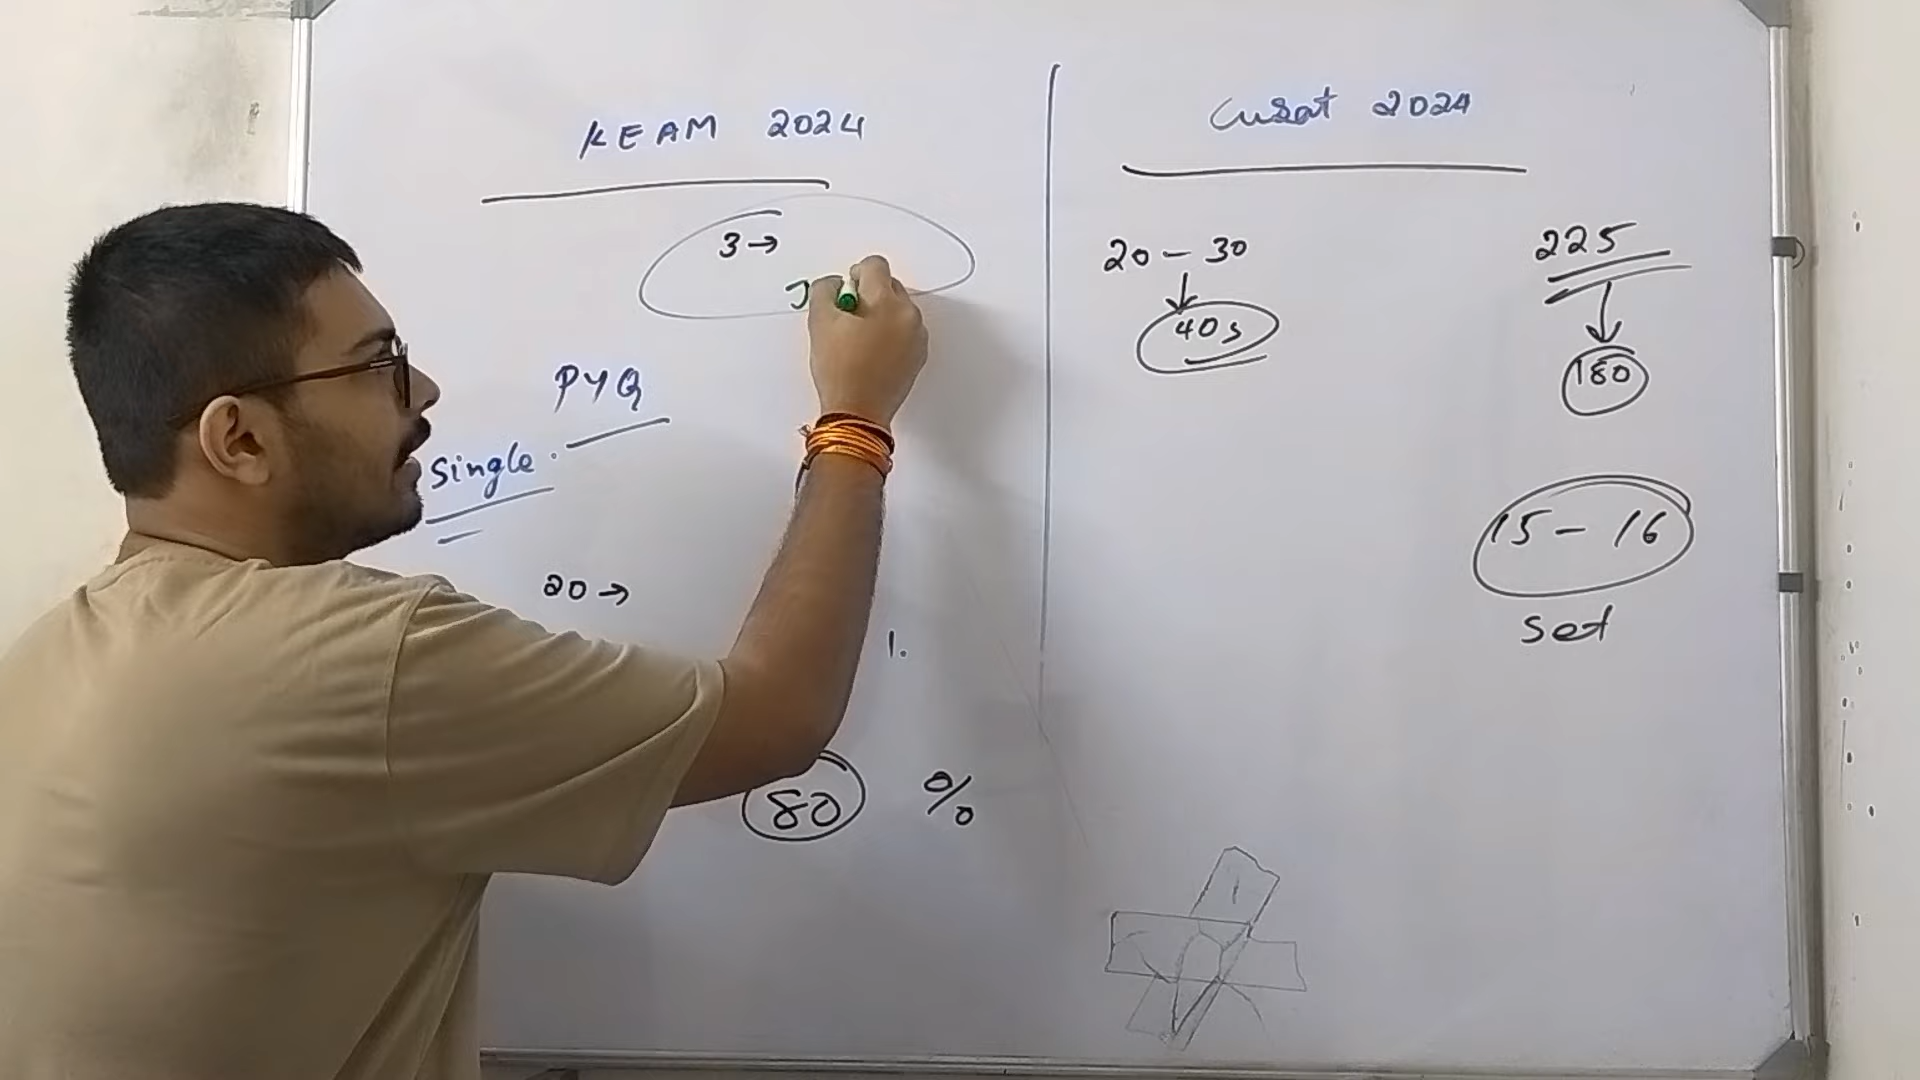 KEAM 2024
3→
PYQ
Single.
20→
1.
80 %
Cusat 2024
20 - 30
40s
225
180
15 - 16
Set